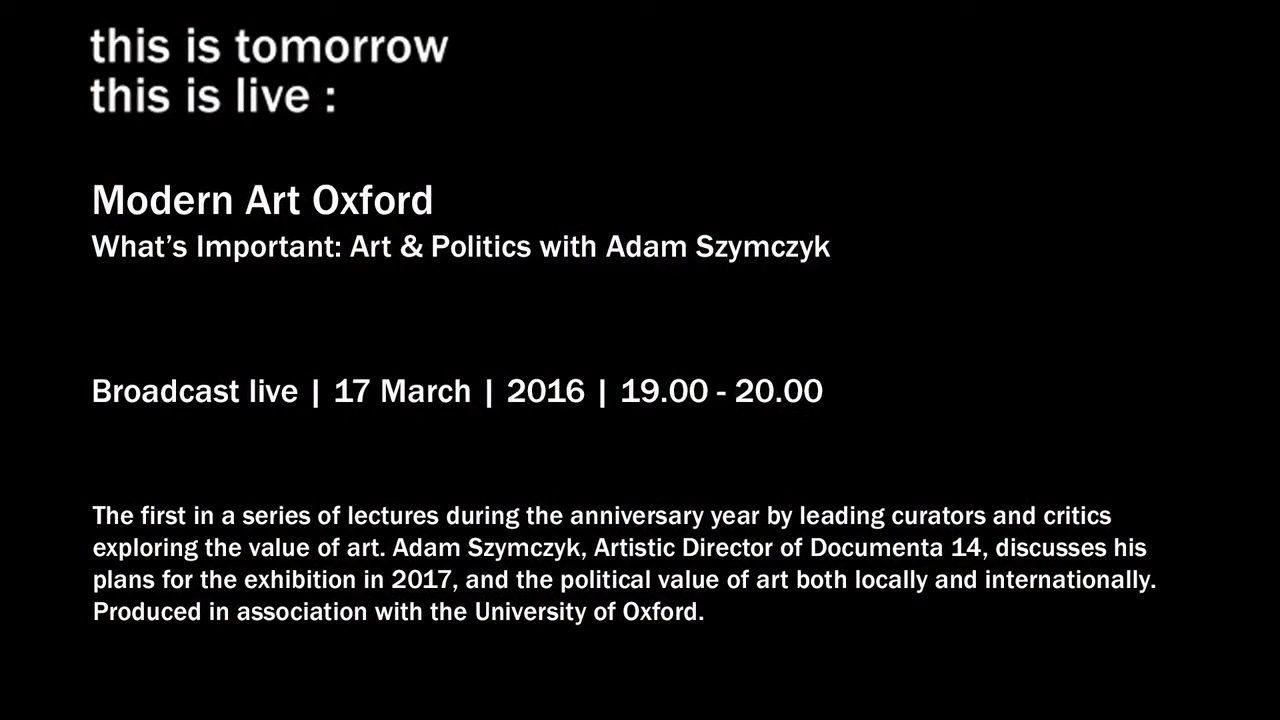 this is tomorrow
this is live :
Modern Art Oxford
What’s Important: Art & Politics with Adam Szymczyk
Broadcast live | 17 March | 2016 | 19.00 - 20.00
The first in a series of lectures during the anniversary year by leading curators and critics
exploring the value of art. Adam Szymczyk, Artistic Director of Documenta 14, discusses his
plans for the exhibition in 2017, and the political value of art both locally and internationally.
Produced in association with the University of Oxford.